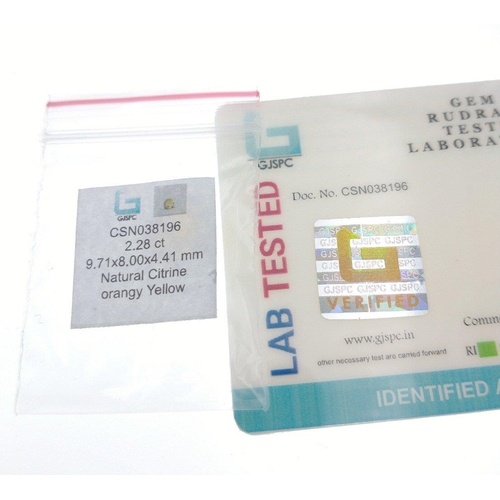 GJSPC
CSN038196
2.28 ct
9.71x8.00x4.41 mm
Natural Citrine
orangy Yellow
GJSPC
LAB TESTED
GEM
RUDRA
TEST
LABORA
Doc. No. CSN038196
GJSPC GJSPC GJSPC
GJSPC GJSPC
VERIFIED
www.gjspc.in
other necessary test are carried forward
Comm
RI
IDENTIFIED A